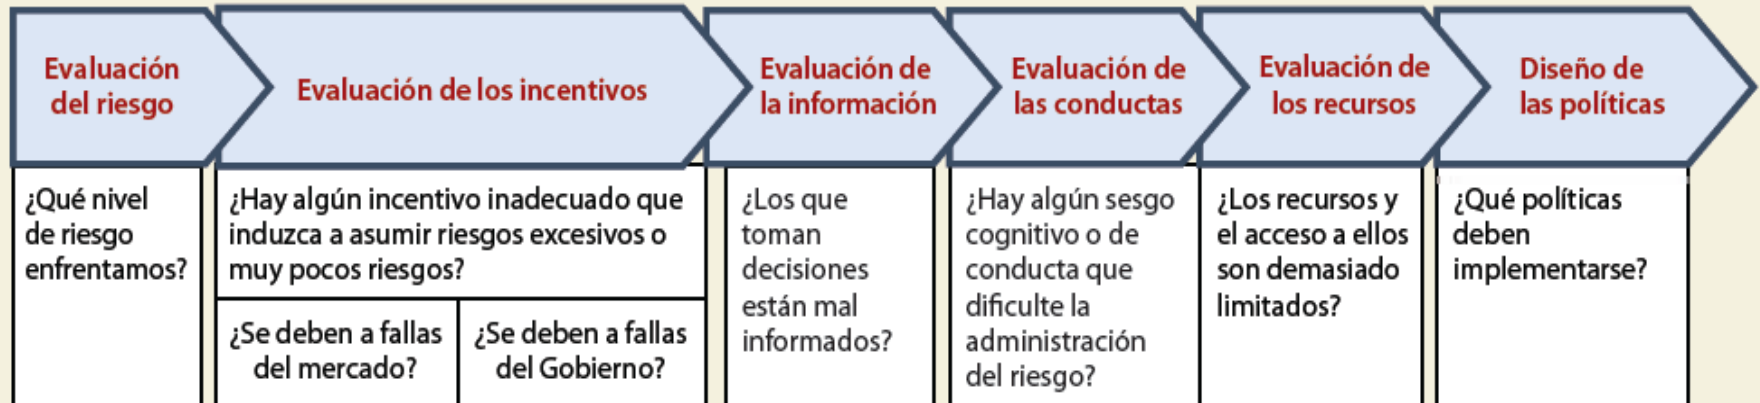 Evaluación
del riesgo
Evaluación de los incentivos
Evaluación de
la información
Evaluación de
las conductas
Evaluación de
los recursos
Diseño de
las políticas
¿Qué nivel
de riesgo
enfrentamos?
¿Hay algún incentivo inadecuado que
induzca a asumir riesgos excesivos o
muy pocos riesgos?
¿Se deben a fallas
del mercado?
¿Se deben a fallas
del Gobierno?
¿Los que
toman
decisiones
están mal
informados?
¿Hay algún sesgo
cognitivo o de
conducta que
dificulte la
administración
del riesgo?
¿Los recursos y
el acceso a ellos
son demasiado
limitados?
¿Qué políticas
deben
implementarse?